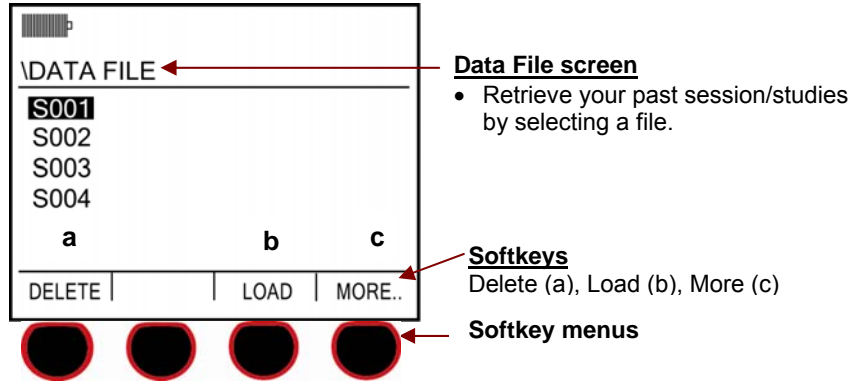 \DATA FILE
S001
S002
S003
S004
a b c
DELETE LOAD MORE..
Data File screen
• Retrieve your past session/studies
by selecting a file.
Softkeys
Delete (a), Load (b), More (c)
Softkey menus